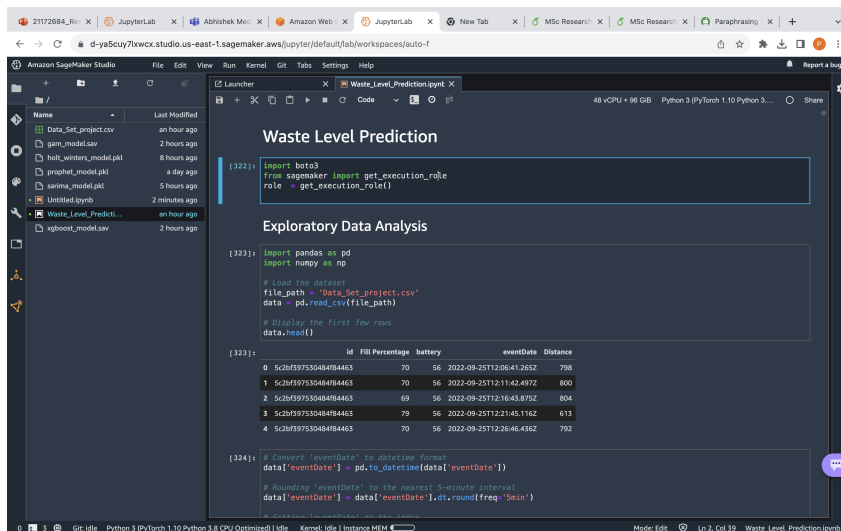 21172684_Re
JupyterLab
Abhishek Med
Amazon Web S
JupyterLab
New Tab
MSc Research
MSc Research
Paraphrasing
d-ya5cuy7lxwcx.studio.us-east-1.sagemaker.aws/jupyter/default/lab/workspaces/auto-f
Amazon SageMaker Studio File Edit View Run Kernel Git Tabs Settings Help Report a bug
Launcher
Waste_Level_Prediction.ipynb
Code
48 vCPU + 96 GiB Python 3 (PyTorch 1.10 Python 3.... Share
/
Name Last Modified
Data_Set_project.csv an hour ago
gam_model.sav 2 hours ago
holt_winters_model.pkl 8 hours ago
prophet_model.pkl a day ago
sarima_model.pkl 5 hours ago
Untitled.ipynb 2 minutes ago
Waste_Level_Predicti... an hour ago
xgboost_model.sav 2 hours ago
Waste Level Prediction
[322]: import boto3
from sagemaker import get_execution_role
role = get_execution_role()
Exploratory Data Analysis
[323]: import pandas as pd
import numpy as np
# Load the dataset
file_path = 'Data_Set_project.csv'
data = pd.read_csv(file_path)
# Display the first few rows
data.head()
[323]: id Fill Percentage battery eventDate Distance
0 5c2bf397530484f84463 70 56 2022-09-25T12:06:41.265Z 798
1 5c2bf397530484f84463 70 56 2022-09-25T12:11:42.497Z 800
2 5c2bf397530484f84463 69 56 2022-09-25T12:16:43.875Z 804
3 5c2bf397530484f84463 79 56 2022-09-25T12:21:45.116Z 613
4 5c2bf397530484f84463 70 56 2022-09-25T12:26:46.436Z 792
[324]: # Convert 'eventDate' to datetime format
data['eventDate'] = pd.to_datetime(data['eventDate'])
# Rounding 'eventDate' to the nearest 5-minute interval
data['eventDate'] = data['eventDate'].dt.round(freq='5min')
# Setting 'eventDate' as the index
0 3 Git: idle Python 3 (PyTorch 1.10 Python 3.8 CPU Optimized) | Idle Kernel: Idle | Instance MEM Mode: Edit Ln 2, Col 39 Waste_Level_Prediction.ipynb